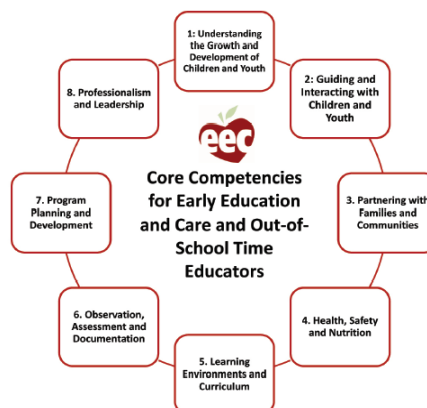 1: Understanding
the Growth and
Development of
Children and Youth
2: Guiding and
Interacting with
Children and
Youth
3. Partnering with
Families and
Communities
4. Health, Safety
and Nutrition
5. Learning
Environments and
Curriculum
6. Observation,
Assessment and
Documentation
7. Program
Planning and
Development
8. Professionalism
and Leadership
eec
Core Competencies
for Early Education
and Care and Out-of-
School Time
Educators